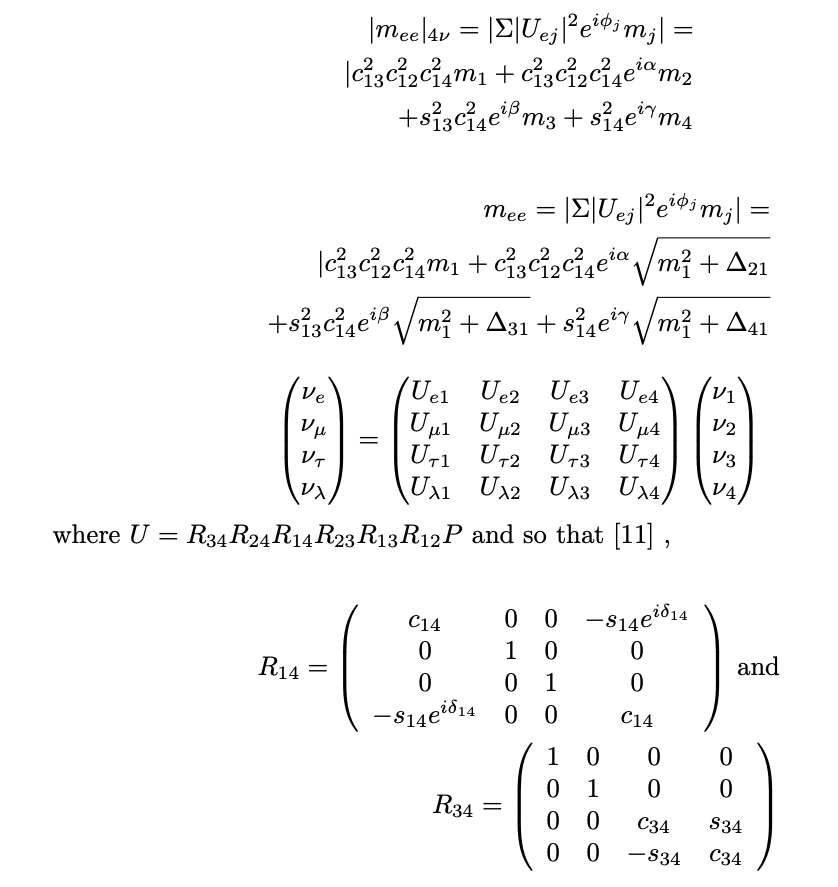 |m_{ee}|_{4ν} = |Σ|U_{ej}|^2 e^{iϕ_j} m_j| =
|c_{13}^2 c_{12}^2 c_{14}^2 m_1 + c_{13}^2 c_{12}^2 c_{14}^2 e^{iα} m_2
+s_{13}^2 c_{14}^2 e^{iβ} m_3 + s_{14}^2 e^{iγ} m_4
m_{ee} = |Σ|U_{ej}|^2 e^{iϕ_j} m_j| =
|c_{13}^2 c_{12}^2 c_{14}^2 m_1 + c_{13}^2 c_{12}^2 c_{14}^2 e^{iα} √(m_1^2 + Δ_{21})
+s_{13}^2 c_{14}^2 e^{iβ} √(m_1^2 + Δ_{31}) + s_{14}^2 e^{iγ} √(m_1^2 + Δ_{41})
(ν_e ν_μ ν_τ ν_λ) = (U_{e1} U_{e2} U_{e3} U_{e4}
U_{μ1} U_{μ2} U_{μ3} U_{μ4}
U_{τ1} U_{τ2} U_{τ3} U_{τ4}
U_{λ1} U_{λ2} U_{λ3} U_{λ4}) (ν_1 ν_2 ν_3 ν_4)
where U = R_{34}R_{24}R_{14}R_{23}R_{13}R_{12}P and so that [11] ,
R_{14} = (c_{14} 0 0 −s_{14}e^{iδ_{14}}
0 1 0 0
0 0 1 0
−s_{14}e^{iδ_{14}} 0 0 c_{14}) and
R_{34} = (1 0 0 0
0 1 0 0
0 0 c_{34} s_{34}
0 0 −s_{34} c_{34})